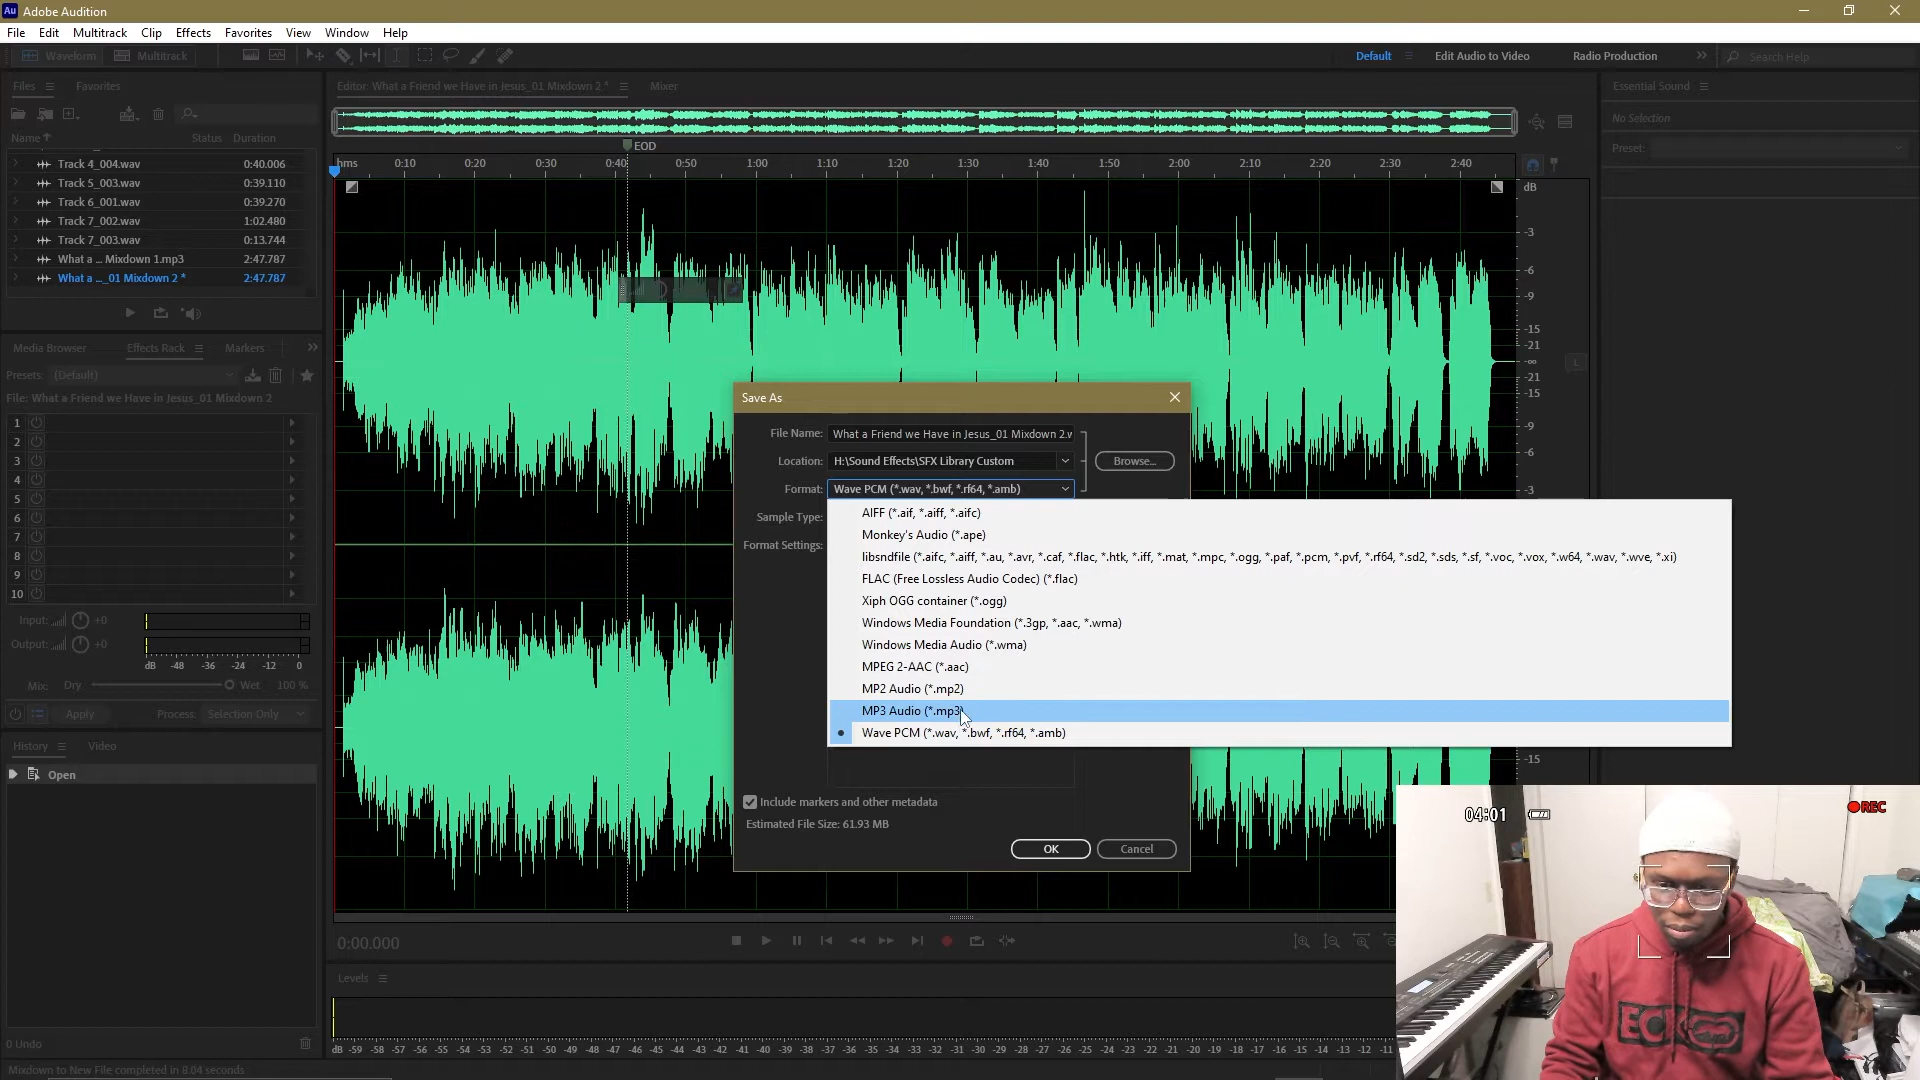 Au Adobe Audition
File Edit Multitrack Clip Effects Favorites View Window Help
Waveform Multitrack Default Edit Audio to Video Radio Production Search Help
Files Favorites
Editor: What a Friend we Have in Jesus_01 Mixdown 2 * Mixer
Essential Sound
No Selection
Preset:
Name Status Duration
Track 4_004.wav 0:40.006
Track 5_003.wav 0:39.110
Track 6_001.wav 0:39.270
Track 7_002.wav 1:02.480
Track 7_003.wav 0:13.744
What a ... Mixdown 1.mp3 2:47.787
What a ..._01 Mixdown 2 * 2:47.787
EOD
hms 0:10 0:20 0:30 0:40 0:50 1:00 1:10 1:20 1:30 1:40 1:50 2:00 2:10 2:20 2:30 2:40
dB
-3
-6
-9
-15
-21
-∞
-21
-15
-9
-6
-3
-15
L
Media Browser Effects Rack Markers
Presets: (Default)
File: What a Friend we Have in Jesus_01 Mixdown 2
1
2
3
4
5
6
7
8
9
10
Input: +0
Output: +0
dB -48 -36 -24 -12 0
Mix: Dry Wet 100 %
Apply Process: Selection Only
History Video
Open
0 Undo
Mixdown to New File completed in 8.04 seconds
Save As
File Name: What a Friend we Have in Jesus_01 Mixdown 2.w
Location: H:\Sound Effects\SFX Library Custom Browse...
Format: Wave PCM (*.wav, *.bwf, *.rf64, *.amb)
Sample Type:
Format Settings:
AIFF (*.aif, *.aiff, *.aifc)
Monkey's Audio (*.ape)
libsndfile (*.aifc, *.aiff, *.au, *.avr, *.caf, *.flac, *.htk, *.iff, *.mat, *.mpc, *.ogg, *.paf, *.pcm, *.pvf, *.rf64, *.sd2, *.sds, *.sf, *.voc, *.vox, *.w64, *.wav, *.wve, *.xi)
FLAC (Free Lossless Audio Codec) (*.flac)
Xiph OGG container (*.ogg)
Windows Media Foundation (*.3gp, *.aac, *.wma)
Windows Media Audio (*.wma)
MPEG 2-AAC (*.aac)
MP2 Audio (*.mp2)
MP3 Audio (*.mp3)
Wave PCM (*.wav, *.bwf, *.rf64, *.amb)
Include markers and other metadata
Estimated File Size: 61.93 MB
OK Cancel
0:00.000
Levels
dB -59 -58 -57 -56 -55 -54 -53 -52 -51 -50 -49 -48 -47 -46 -45 -44 -43 -42 -41 -40 -39 -38 -37 -36 -35 -34 -33 -32 -31 -30 -29 -28 -27 -26 -25 -24 -23 -22 -21 -20 -19 -18 -17 -16 -15 -14 -13 -12 -11
04:01 REC
ECKO